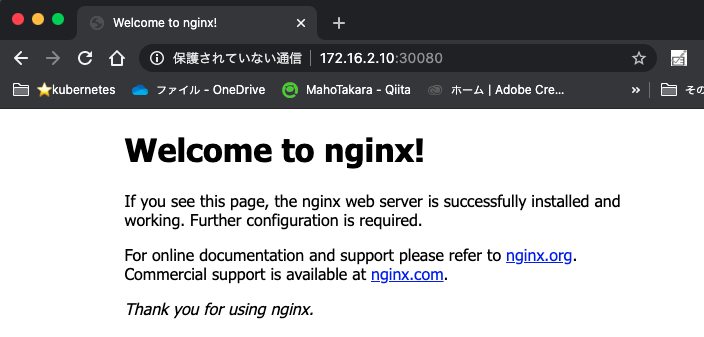 Welcome to nginx!
保護されていない通信 172.16.2.10:30080
kubernetes ファイル - OneDrive MahoTakara - Qiita ホーム | Adobe Cre... » その
Welcome to nginx!
If you see this page, the nginx web server is successfully installed and
working. Further configuration is required.
For online documentation and support please refer to nginx.org.
Commercial support is available at nginx.com.
Thank you for using nginx.